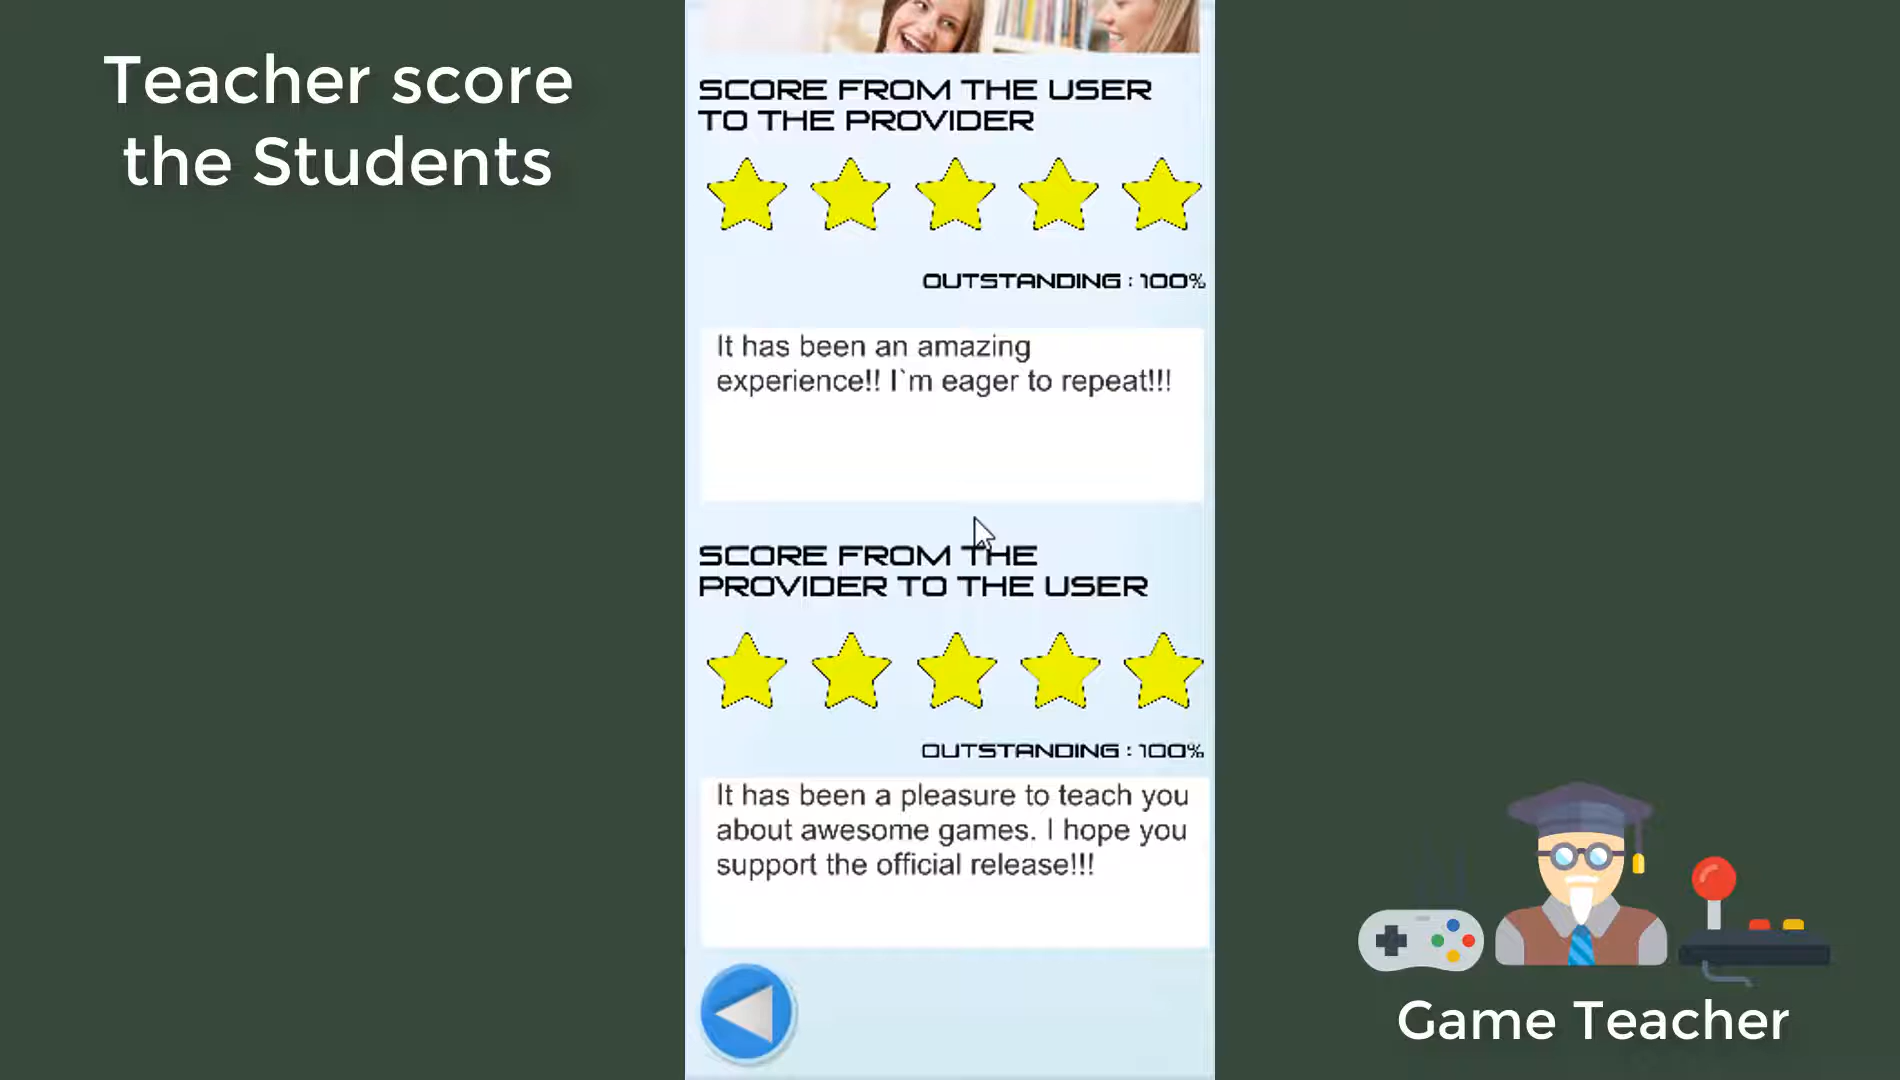 Teacher score
the Students
SCORE FROM THE USER
TO THE PROVIDER
OUTSTANDING : 100%
It has been an amazing
experience!! I`m eager to repeat!!!
SCORE FROM THE
PROVIDER TO THE USER
OUTSTANDING : 100%
It has been a pleasure to teach you
about awesome games. I hope you
support the official release!!!
Game Teacher